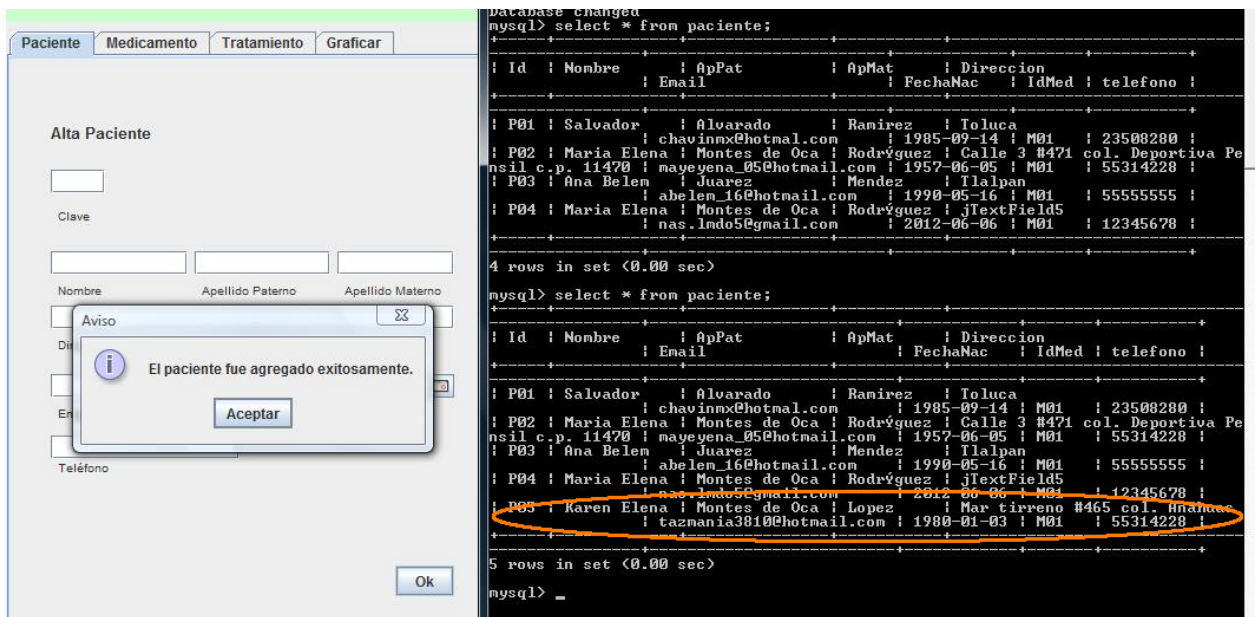 Paciente Medicamento Tratamiento Graficar
Alta Paciente
Clave
Nombre Apellido Paterno Apellido Materno
Aviso
El paciente fue agregado exitosamente.
Aceptar
Teléfono
Ok
Database changed
mysql> select * from paciente;
| Id | Nombre | ApPat | ApMat | Direccion
| Email | FechaNac | IdMed | telefono |
| P01 | Salvador | Alvarado | Ramirez | Toluca
| chavinmx@hotmal.com | 1985-09-14 | M01 | 23508280 |
| P02 | Maria Elena | Montes de Oca | Rodrýguez | Calle 3 #471 col. Deportiva Pe
nsil c.p. 11470 | mayeyena_05@hotmail.com | 1957-06-05 | M01 | 55314228 |
| P03 | Ana Belem | Juarez | Mendez | Tlalpan
| abelem_16@hotmail.com | 1990-05-16 | M01 | 55555555 |
| P04 | Maria Elena | Montes de Oca | Rodrýguez | jTextField5
| nas.lmdo5@gmail.com | 2012-06-06 | M01 | 12345678 |
4 rows in set (0.00 sec)
mysql> select * from paciente;
| Id | Nombre | ApPat | ApMat | Direccion
| Email | FechaNac | IdMed | telefono |
| P01 | Salvador | Alvarado | Ramirez | Toluca
| chavinmx@hotmal.com | 1985-09-14 | M01 | 23508280 |
| P02 | Maria Elena | Montes de Oca | Rodrýguez | Calle 3 #471 col. Deportiva Pe
nsil c.p. 11470 | mayeyena_05@hotmail.com | 1957-06-05 | M01 | 55314228 |
| P03 | Ana Belem | Juarez | Mendez | Tlalpan
| abelem_16@hotmail.com | 1990-05-16 | M01 | 55555555 |
| P04 | Maria Elena | Montes de Oca | Rodrýguez | jTextField5
| nas.lmdo5@gmail.com | 2012-06-06 | M01 | 12345678 |
| P05 | Karen Elena | Montes de Oca | Lopez | Mar tirreno #465 col. Anahuac
| tazmania3810@hotmail.com | 1980-01-03 | M01 | 55314228 |
5 rows in set (0.00 sec)
mysql> _